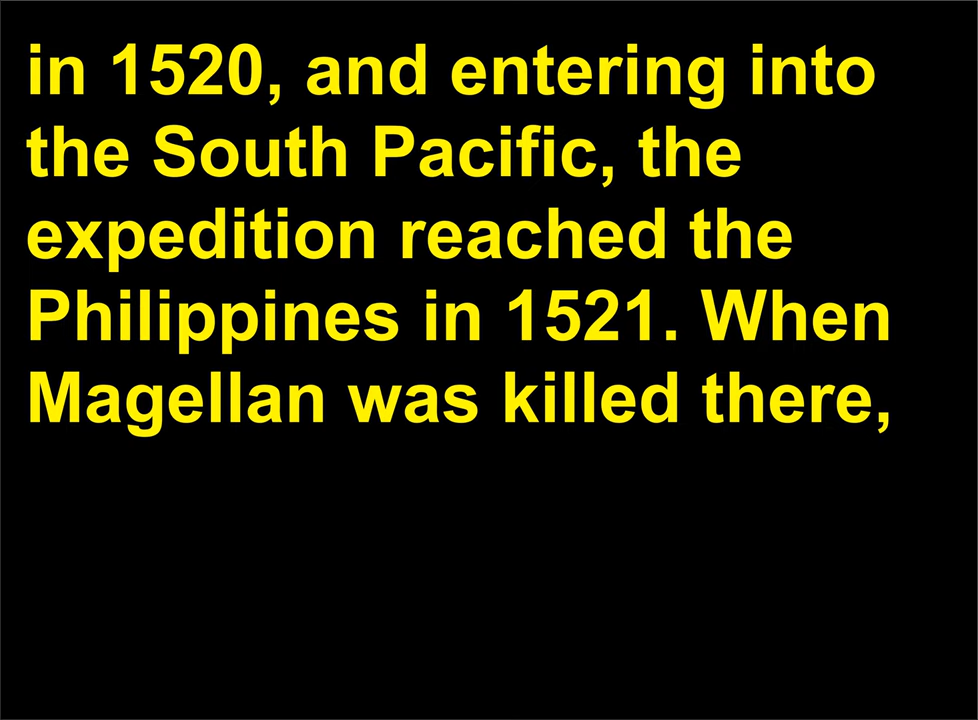 in 1520, and entering into
the South Pacific, the
expedition reached the
Philippines in 1521. When
Magellan was killed there,